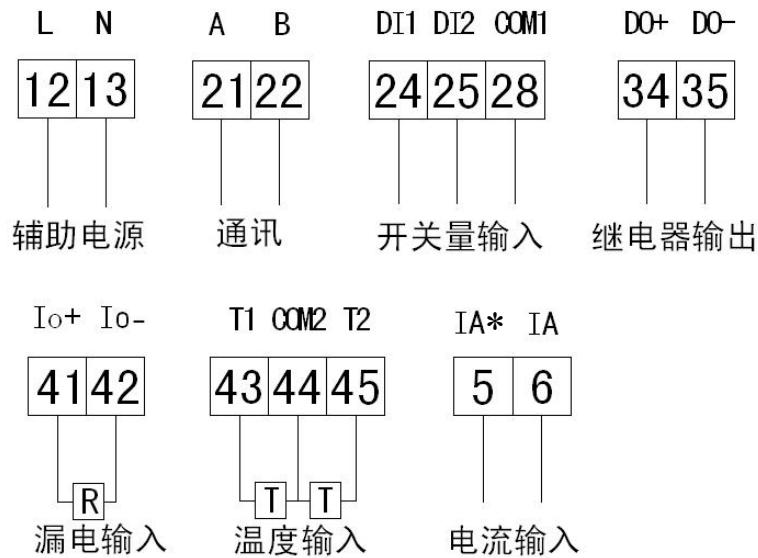 L N A B DI1 DI2 COM1 DO+ DO-
12 13 21 22 24 25 28 34 35
辅助电源 通讯 开关量输入 继电器输出
Io+ Io- T1 COM2 T2 IA* IA
41 42 43 44 45 5 6
R T T
漏电输入 温度输入 电流输入